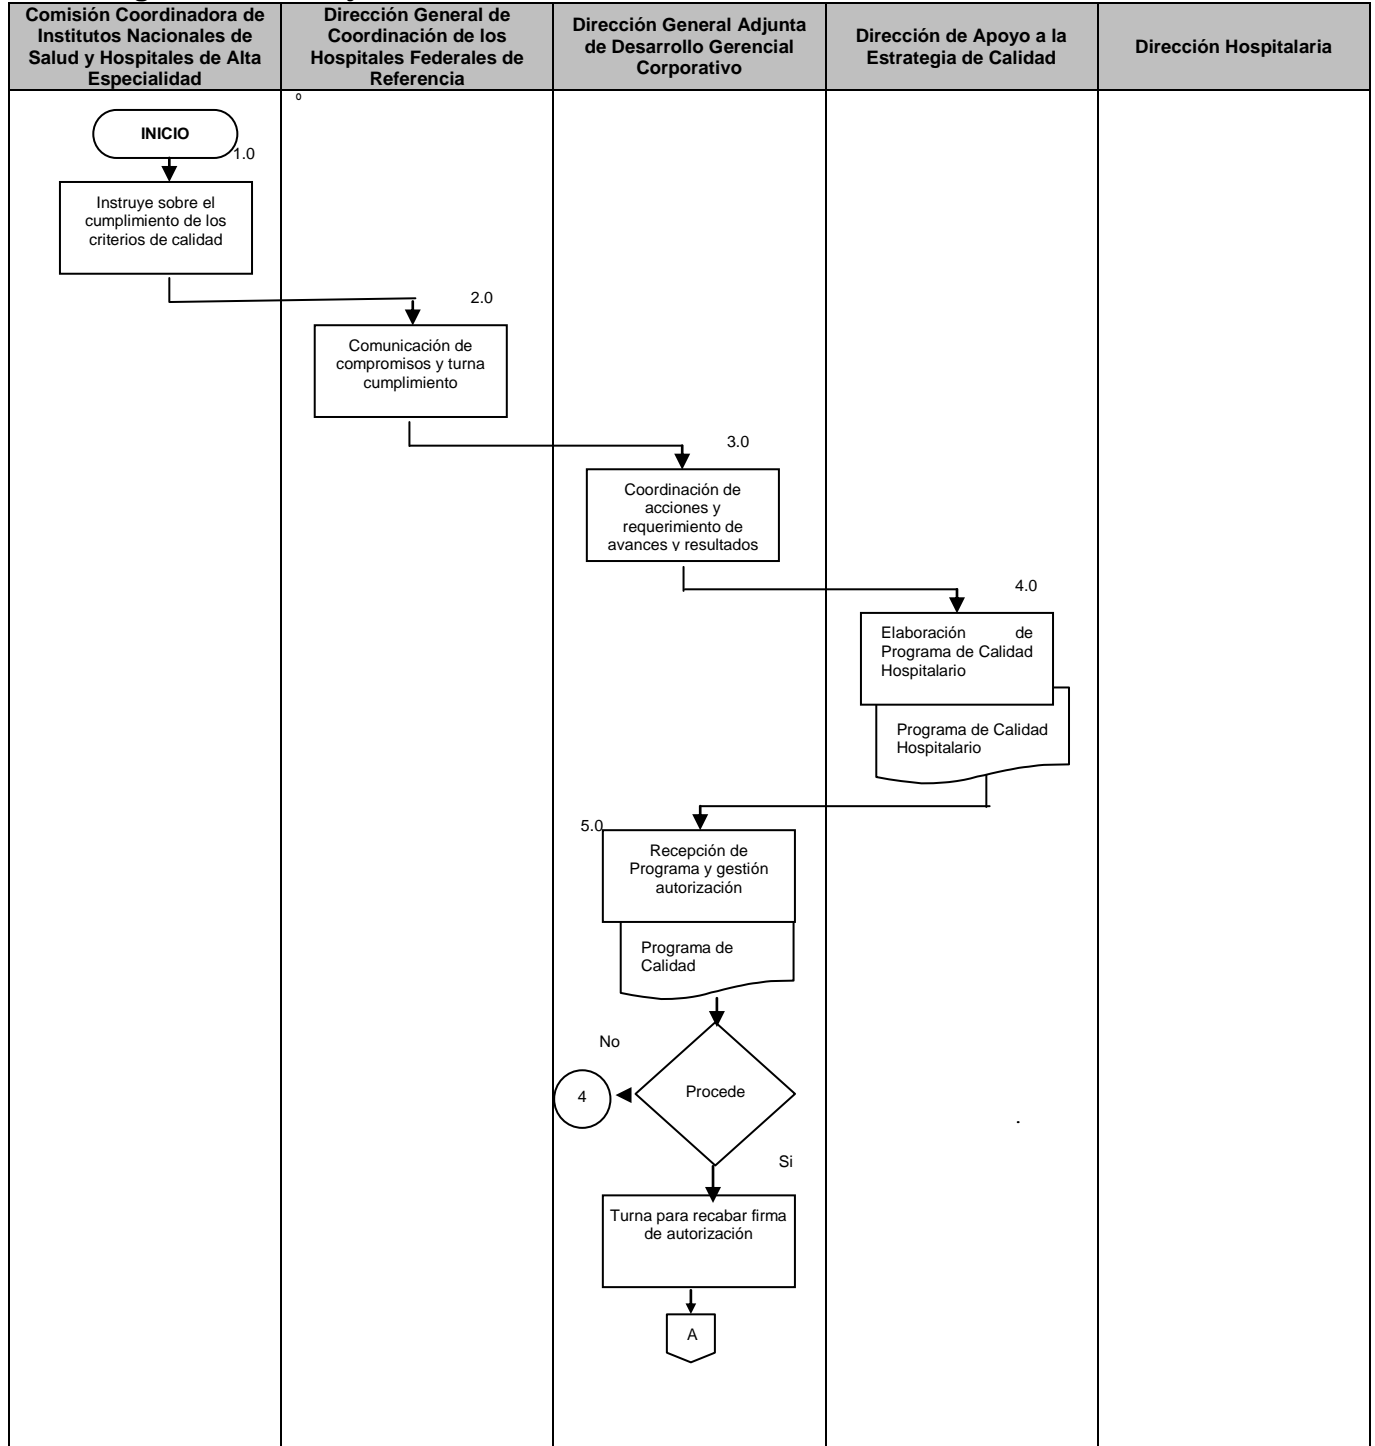 Comisión Coordinadora de
Institutos Nacionales de
Salud y Hospitales de Alta
Especialidad
Dirección General de
Coordinación de los
Hospitales Federales de
Referencia
Dirección General Adjunta
de Desarrollo Gerencial
Corporativo
Dirección de Apoyo a la
Estrategia de Calidad
Dirección Hospitalaria
º
INICIO
1.0
Instruye sobre el
cumplimiento de los
criterios de calidad
2.0
Comunicación de
compromisos y turna
cumplimiento
3.0
Coordinación de
acciones y
requerimiento de
avances y resultados
4.0
Elaboración de
Programa de Calidad
Hospitalario
Programa de Calidad
Hospitalario
5.0
Recepción de
Programa y gestión
autorización
Programa de
Calidad
No
4
Procede
.
Si
Turna para recabar firma
de autorización
A